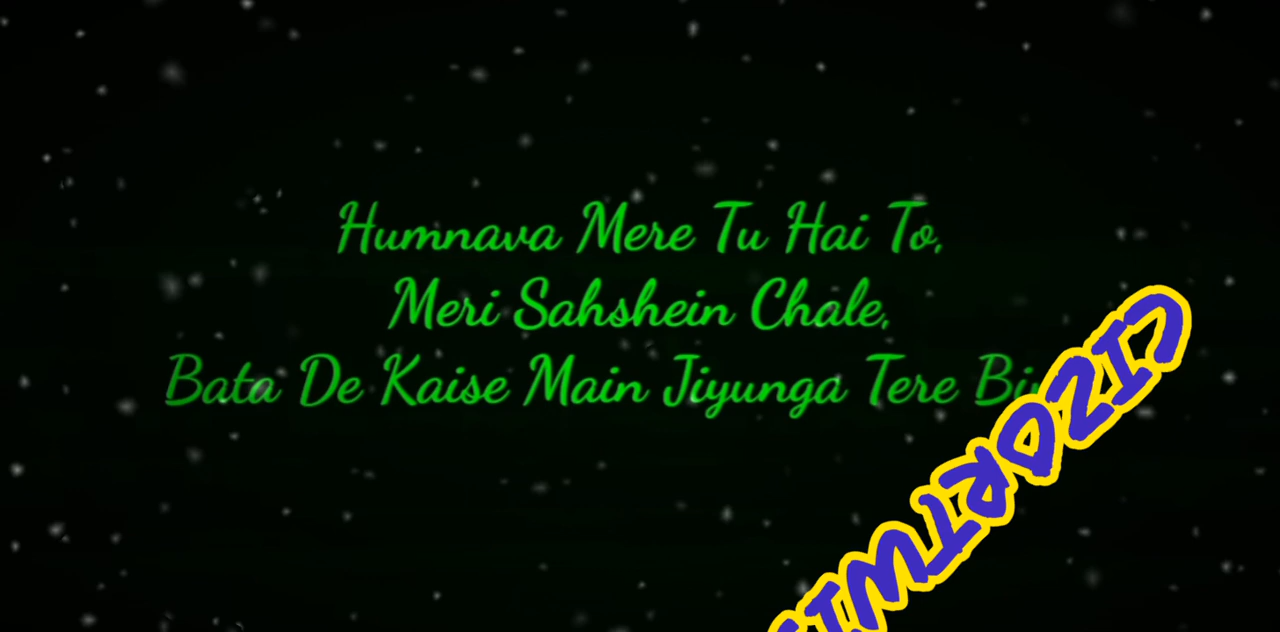 Humnava Mere Tu Hai To,
Meri Sahshein Chale,
Bata De Kaise Main Jiyunga Tere